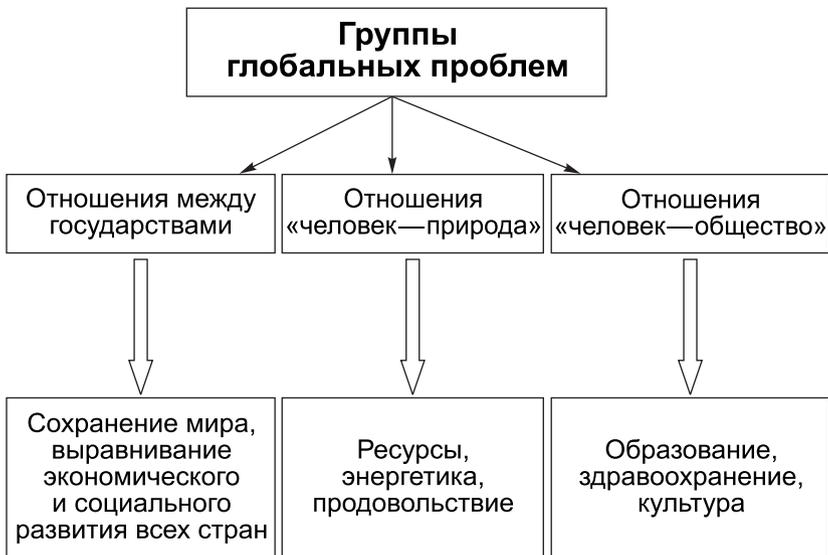 Группы
глобальных проблем
Отношения между
государствами
Отношения
«человек—природа»
Отношения
«человек—общество»
Сохранение мира,
выравнивание
экономического
и социального
развития всех стран
Ресурсы,
энергетика,
продовольствие
Образование,
здравоохранение,
культура